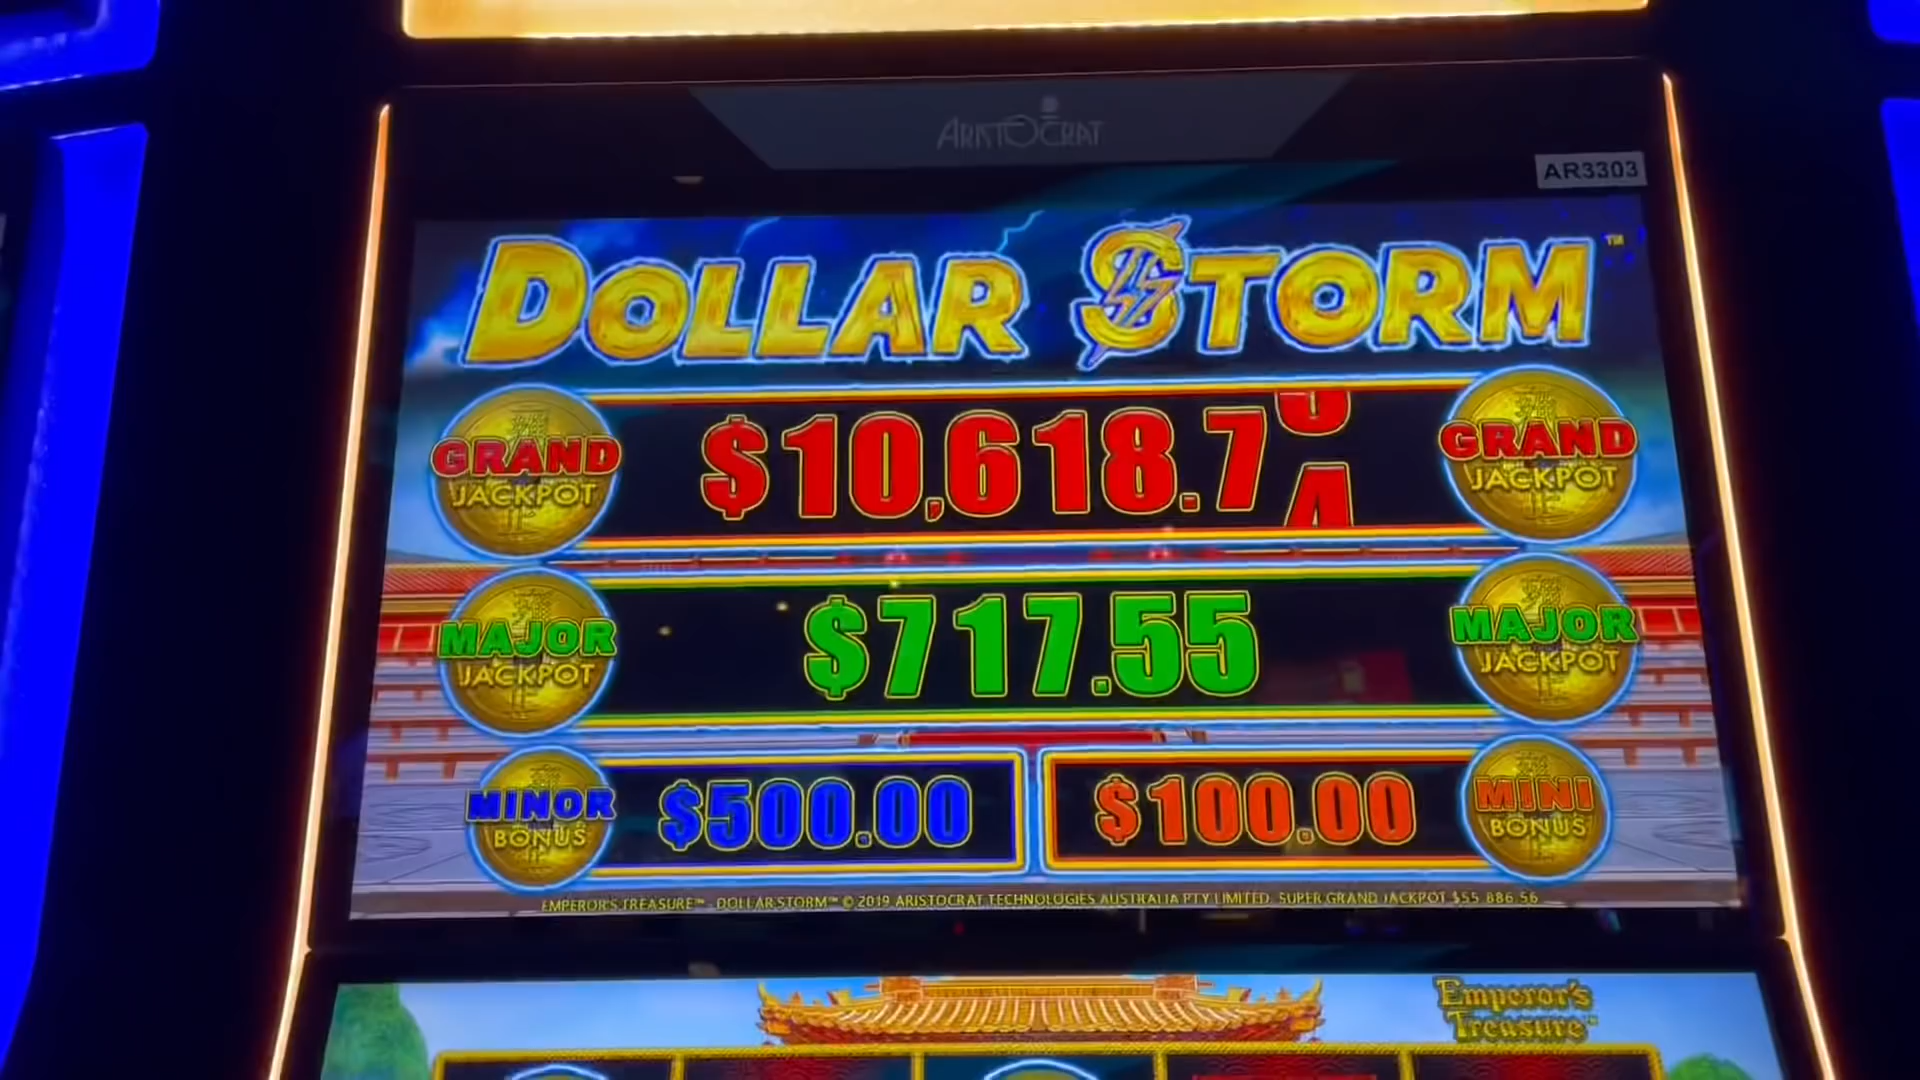 ARISTOCRAT
AR3303
DOLLAR STORM™
GRAND JACKPOT
$10,618.7
GRAND JACKPOT
MAJOR JACKPOT
$717.55
MAJOR JACKPOT
MINOR BONUS
$500.00
$100.00
MINI BONUS
EMPEROR'S TREASURE™ - DOLLAR STORM™ © 2019 ARISTOCRAT TECHNOLOGIES AUSTRALIA PTY LIMITED. SUPER GRAND JACKPOT $55 886.56
Emperor's
Treasure™